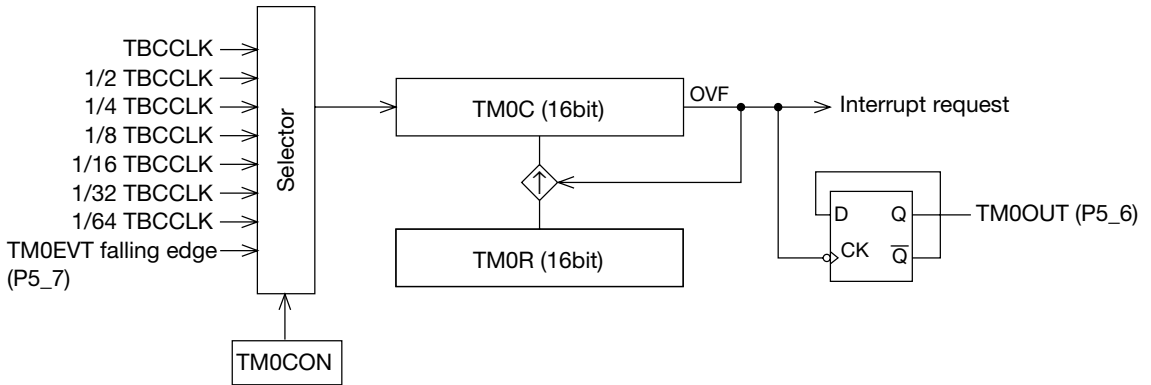 TBCCLK
1/2 TBCCLK
1/4 TBCCLK
1/8 TBCCLK
1/16 TBCCLK
1/32 TBCCLK
1/64 TBCCLK
TM0EVT falling edge
(P5_7)
Selector
TM0CON
TM0C (16bit)
OVF
Interrupt request
TM0R (16bit)
D
Q
CK
Q̅
TM0OUT (P5_6)